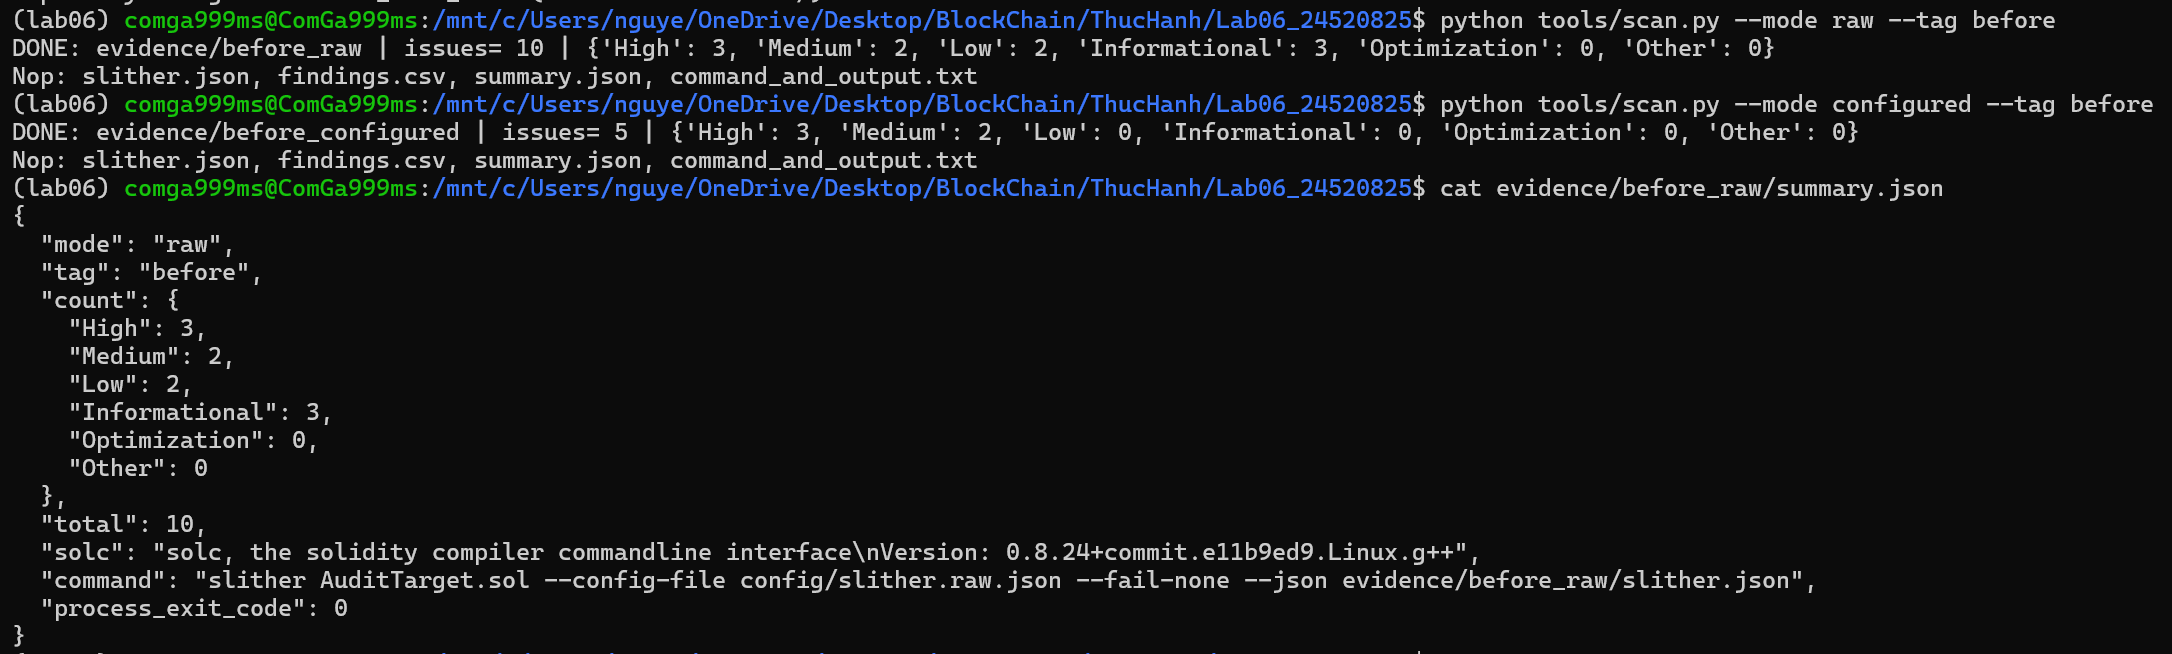 (lab06) comga999ms@ComGa999ms:/mnt/c/Users/nguye/OneDrive/Desktop/BlockChain/ThucHanh/Lab06_24520825$ python tools/scan.py --mode raw --tag before
DONE: evidence/before_raw | issues= 10 | {'High': 3, 'Medium': 2, 'Low': 2, 'Informational': 3, 'Optimization': 0, 'Other': 0}
Nop: slither.json, findings.csv, summary.json, command_and_output.txt
(lab06) comga999ms@ComGa999ms:/mnt/c/Users/nguye/OneDrive/Desktop/BlockChain/ThucHanh/Lab06_24520825$ python tools/scan.py --mode configured --tag before
DONE: evidence/before_configured | issues= 5 | {'High': 3, 'Medium': 2, 'Low': 0, 'Informational': 0, 'Optimization': 0, 'Other': 0}
Nop: slither.json, findings.csv, summary.json, command_and_output.txt
(lab06) comga999ms@ComGa999ms:/mnt/c/Users/nguye/OneDrive/Desktop/BlockChain/ThucHanh/Lab06_24520825$ cat evidence/before_raw/summary.json
{
  "mode": "raw",
  "tag": "before",
  "count": {
    "High": 3,
    "Medium": 2,
    "Low": 2,
    "Informational": 3,
    "Optimization": 0,
    "Other": 0
  },
  "total": 10,
  "solc": "solc, the solidity compiler commandline interface\nVersion: 0.8.24+commit.e11b9ed9.Linux.g++",
  "command": "slither AuditTarget.sol --config-file config/slither.raw.json --fail-none --json evidence/before_raw/slither.json",
  "process_exit_code": 0
}